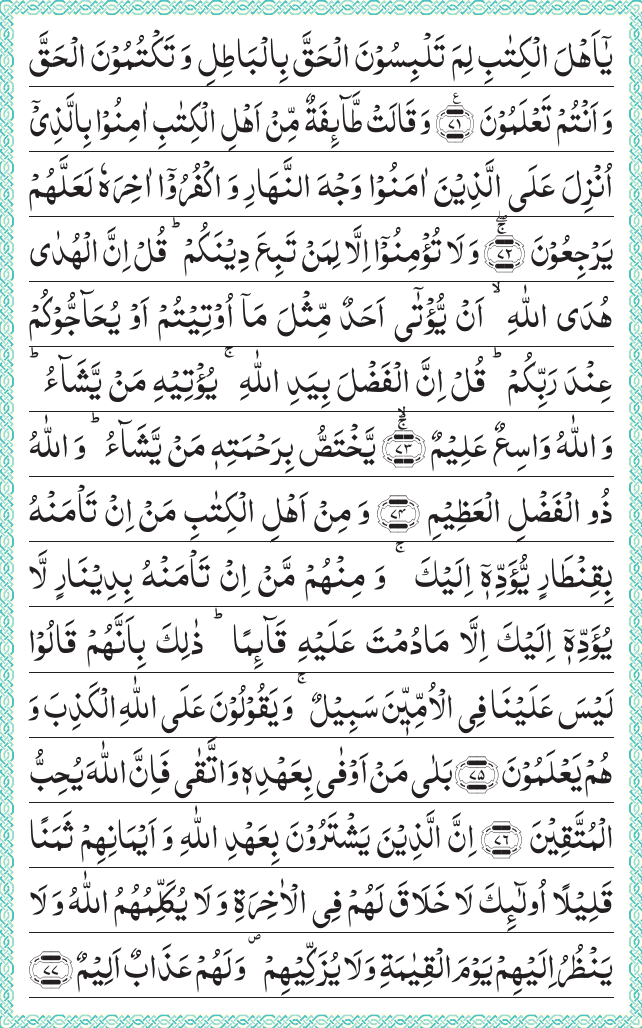 يٰۤاَهْلَ الْكِتٰبِ لِمَ تَلْبِسُوْنَ الْحَقَّ بِالْبَاطِلِ وَ تَكْتُمُوْنَ الْحَقَّ
وَ اَنْتُمْ تَعْلَمُوْنَ ﴿۷۱﴾ۧ وَ قَالَتْ طَّآىِٕفَةٌ مِّنْ اَهْلِ الْكِتٰبِ اٰمِنُوْا بِالَّذِيْۤ
اُنْزِلَ عَلَى الَّذِيْنَ اٰمَنُوْا وَجْهَ النَّهَارِ وَ اكْفُرُوْۤا اٰخِرَهٗ لَعَلَّهُمْ
يَرْجِعُوْنَ ﴿۷۲﴾ۚۖ وَ لَا تُؤْمِنُوْۤا اِلَّا لِمَنْ تَبِعَ دِيْنَكُمْ ؕ قُلْ اِنَّ الْهُدٰى
هُدَى اللّٰهِ ۙ اَنْ يُّؤْتٰۤى اَحَدٌ مِّثْلَ مَاۤ اُوْتِيْتُمْ اَوْ يُحَآجُّوْكُمْ
عِنْدَ رَبِّكُمْ ؕ قُلْ اِنَّ الْفَضْلَ بِيَدِ اللّٰهِ ۚ يُؤْتِيْهِ مَنْ يَّشَآءُ ؕ
وَ اللّٰهُ وَاسِعٌ عَلِيْمٌ ﴿۷۳﴾ۚۙ يَّخْتَصُّ بِرَحْمَتِهٖ مَنْ يَّشَآءُ ؕ وَ اللّٰهُ
ذُو الْفَضْلِ الْعَظِيْمِ ﴿۷۴﴾ وَ مِنْ اَهْلِ الْكِتٰبِ مَنْ اِنْ تَاْمَنْهُ
بِقِنْطَارٍ يُّؤَدِّهٖۤ اِلَيْكَ ۚ وَ مِنْهُمْ مَّنْ اِنْ تَاْمَنْهُ بِدِيْنَارٍ لَّا
يُؤَدِّهٖۤ اِلَيْكَ اِلَّا مَادُمْتَ عَلَيْهِ قَآىِٕمًا ؕ ذٰلِكَ بِاَنَّهُمْ قَالُوْا
لَيْسَ عَلَيْنَا فِي الْاُمِّيّٖنَ سَبِيْلٌ ۚ وَ يَقُوْلُوْنَ عَلَى اللّٰهِ الْكَذِبَ وَ
هُمْ يَعْلَمُوْنَ ﴿۷۵﴾ بَلٰى مَنْ اَوْفٰى بِعَهْدِهٖ وَ اتَّقٰى فَاِنَّ اللّٰهَ يُحِبُّ
الْمُتَّقِيْنَ ﴿۷۶﴾ اِنَّ الَّذِيْنَ يَشْتَرُوْنَ بِعَهْدِ اللّٰهِ وَ اَيْمَانِهِمْ ثَمَنًا
قَلِيْلًا اُولٰٓىِٕكَ لَا خَلَاقَ لَهُمْ فِي الْاٰخِرَةِ وَ لَا يُكَلِّمُهُمُ اللّٰهُ وَ لَا
يَنْظُرُ اِلَيْهِمْ يَوْمَ الْقِيٰمَةِ وَ لَا يُزَكِّيْهِمْ ۪ وَ لَهُمْ عَذَابٌ اَلِيْمٌ ﴿۷۷﴾